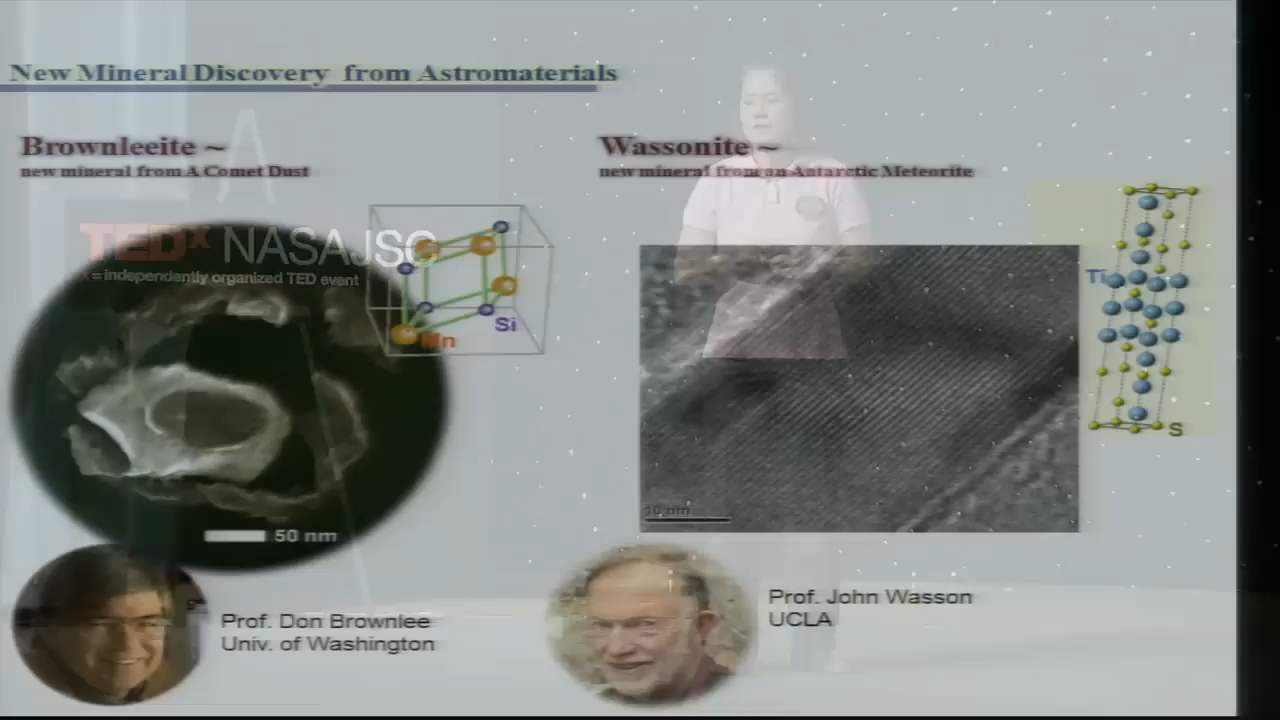 New Mineral Discovery from Astromaterials
Brownleeite ~
new mineral from A Comet Dust
TEDx NASAJSC
x = independently organized TED event
Mn
Si
50 nm
Prof. Don Brownlee
Univ. of Washington
Wassonite ~
new mineral from an Antarctic Meteorite
Ti
S
10 nm
Prof. John Wasson
UCLA